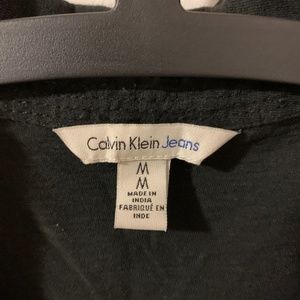 Calvin Klein Jeans
M
M
MADE IN
INDIA
FABRIQUÉ EN
INDE